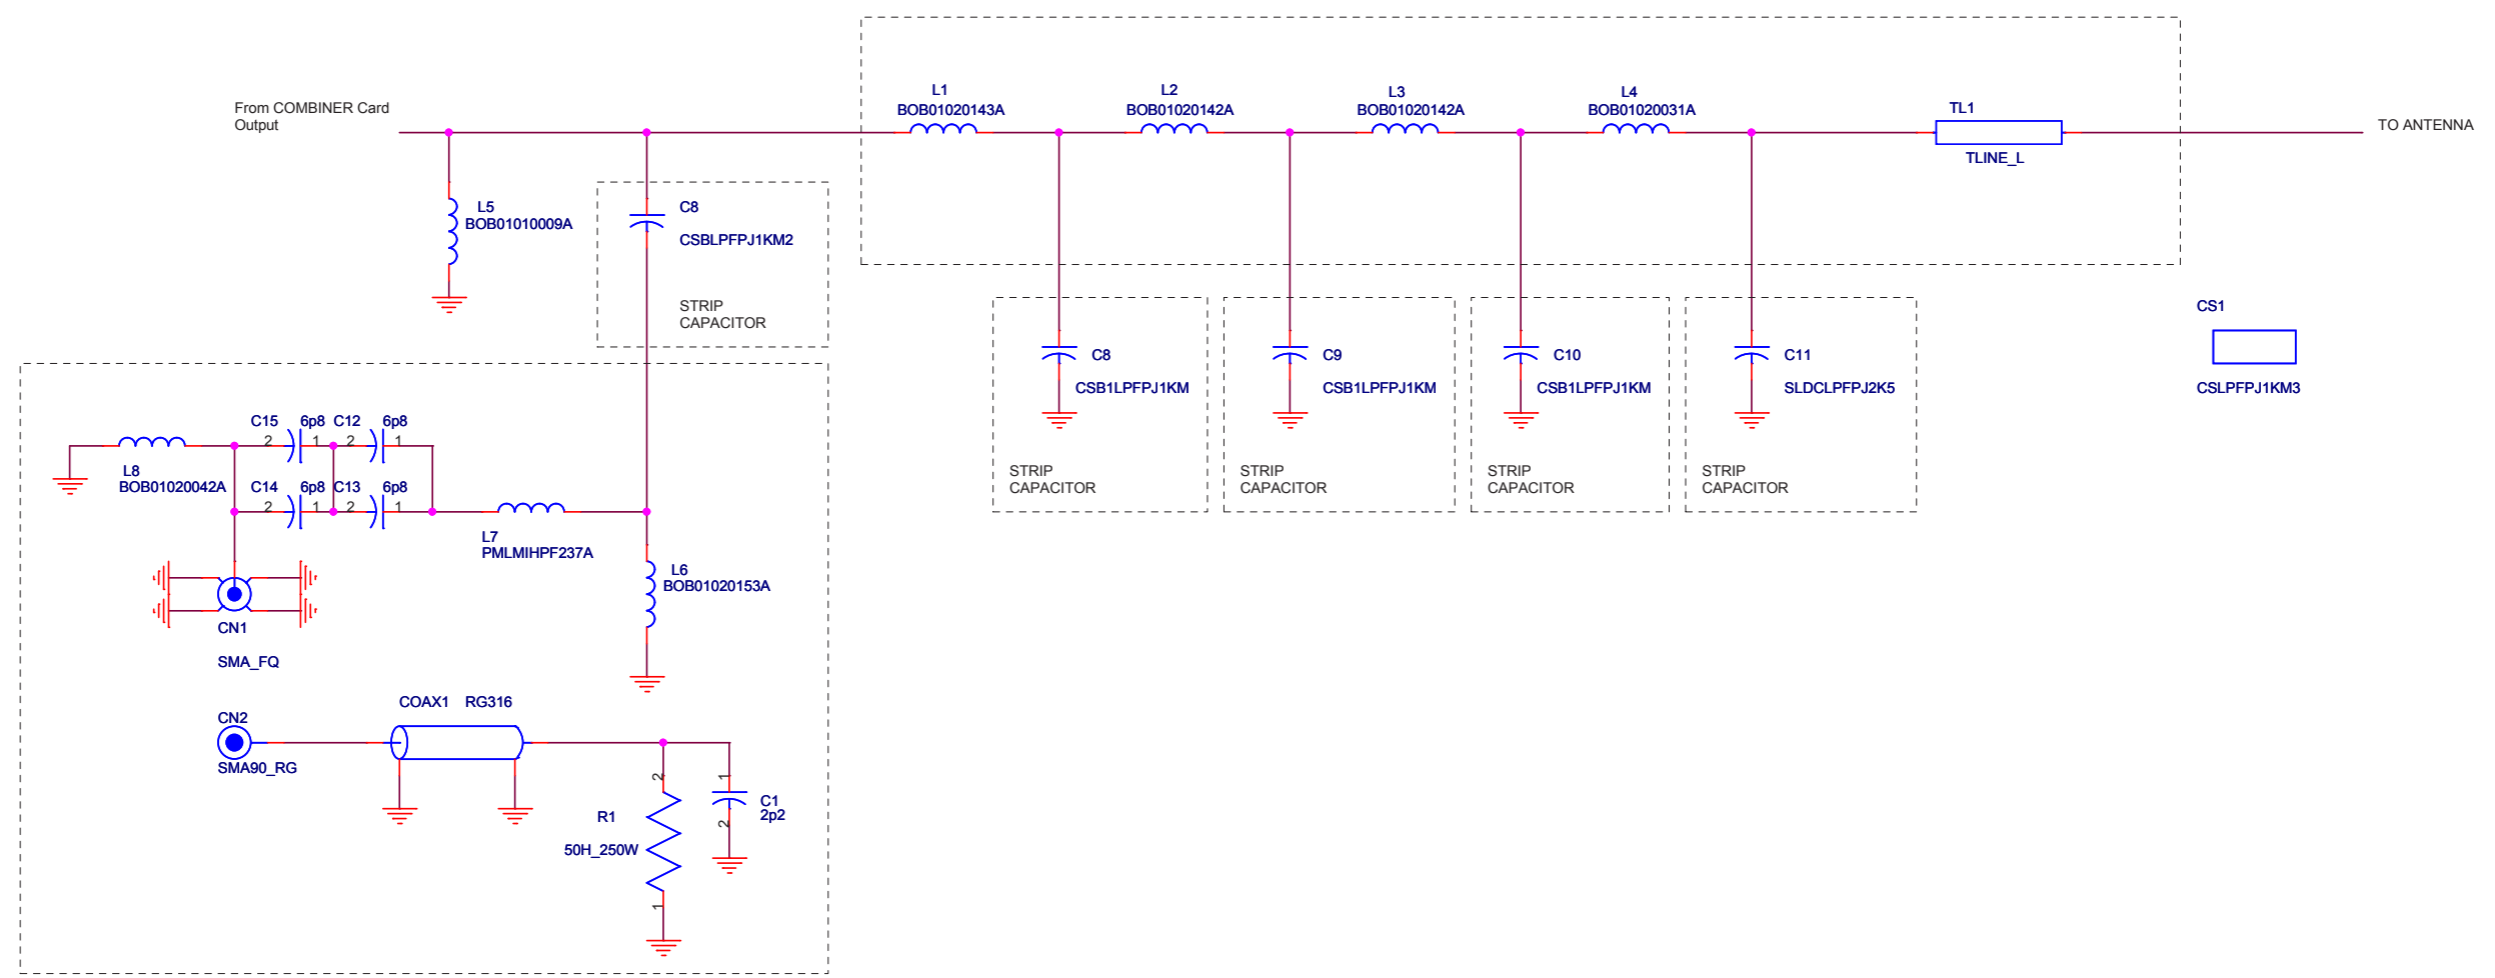 From COMBINER Card
Output
L1
BOB01020143A
L2
BOB01020142A
L3
BOB01020142A
L4
BOB01020031A
TL1
TLINE_L
TO ANTENNA
L5
BOB01010009A
C8
CSBLPFPJ1KM2
STRIP
CAPACITOR
C8
CSB1LPFPJ1KM
STRIP
CAPACITOR
C9
CSB1LPFPJ1KM
STRIP
CAPACITOR
C10
CSB1LPFPJ1KM
STRIP
CAPACITOR
C11
SLDCLPFPJ2K5
STRIP
CAPACITOR
CS1
CSLPFPJ1KM3
C15 6p8 C12 6p8
2 1 2 1
L8
BOB01020042A
C14 6p8 C13 6p8
2 1 2 1
L7
PMLMIHPF237A
L6
BOB01020153A
CN1
SMA_FQ
CN2
SMA90_RG
COAX1 RG316
2
R1
50H_250W
1
1
C1
2p2
2